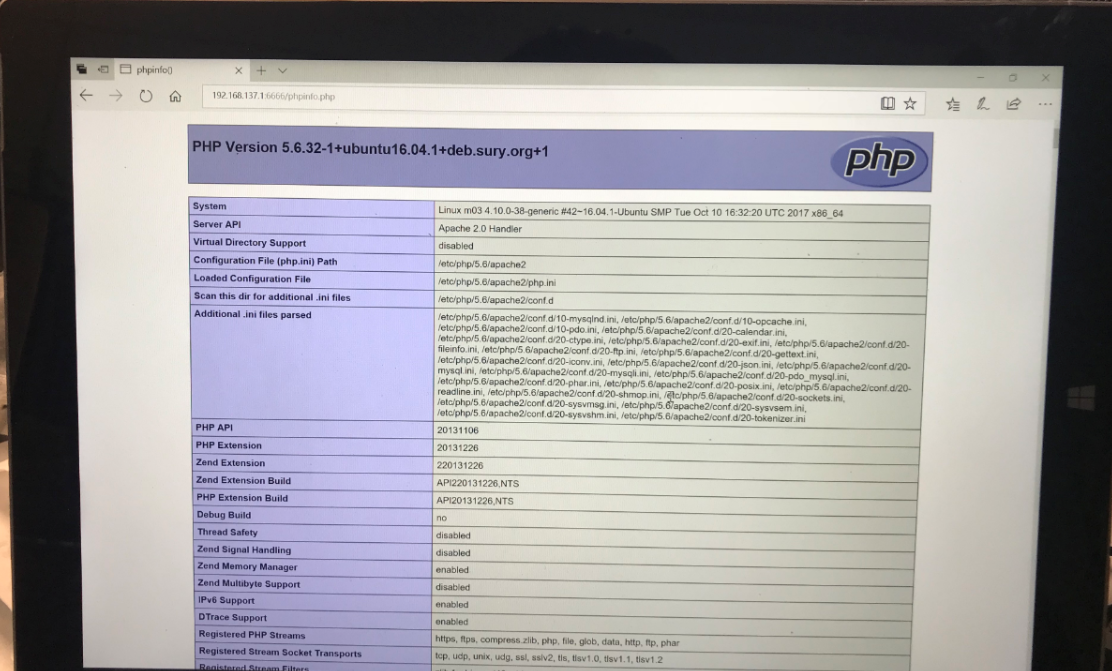 phpinfo()
192.168.137.1:6666/phpinfo.php
PHP Version 5.6.32-1+ubuntu16.04.1+deb.sury.org+1
php
System Linux m03 4.10.0-38-generic #42~16.04.1-Ubuntu SMP Tue Oct 10 16:32:20 UTC 2017 x86_64
Server API Apache 2.0 Handler
Virtual Directory Support disabled
Configuration File (php.ini) Path /etc/php/5.6/apache2
Loaded Configuration File /etc/php/5.6/apache2/php.ini
Scan this dir for additional .ini files /etc/php/5.6/apache2/conf.d
Additional .ini files parsed /etc/php/5.6/apache2/conf.d/10-mysqlnd.ini, /etc/php/5.6/apache2/conf.d/10-opcache.ini,
/etc/php/5.6/apache2/conf.d/10-pdo.ini, /etc/php/5.6/apache2/conf.d/20-calendar.ini,
/etc/php/5.6/apache2/conf.d/20-ctype.ini, /etc/php/5.6/apache2/conf.d/20-exif.ini, /etc/php/5.6/apache2/conf.d/20-
fileinfo.ini, /etc/php/5.6/apache2/conf.d/20-ftp.ini, /etc/php/5.6/apache2/conf.d/20-gettext.ini,
/etc/php/5.6/apache2/conf.d/20-iconv.ini, /etc/php/5.6/apache2/conf.d/20-json.ini, /etc/php/5.6/apache2/conf.d/20-
mysql.ini, /etc/php/5.6/apache2/conf.d/20-mysqli.ini, /etc/php/5.6/apache2/conf.d/20-pdo_mysql.ini,
/etc/php/5.6/apache2/conf.d/20-phar.ini, /etc/php/5.6/apache2/conf.d/20-posix.ini, /etc/php/5.6/apache2/conf.d/20-
readline.ini, /etc/php/5.6/apache2/conf.d/20-shmop.ini, /etc/php/5.6/apache2/conf.d/20-sockets.ini,
/etc/php/5.6/apache2/conf.d/20-sysvmsg.ini, /etc/php/5.6/apache2/conf.d/20-sysvsem.ini,
/etc/php/5.6/apache2/conf.d/20-sysvshm.ini, /etc/php/5.6/apache2/conf.d/20-tokenizer.ini
PHP API 20131106
PHP Extension 20131226
Zend Extension 220131226
Zend Extension Build API220131226,NTS
PHP Extension Build API20131226,NTS
Debug Build no
Thread Safety disabled
Zend Signal Handling disabled
Zend Memory Manager enabled
Zend Multibyte Support disabled
IPv6 Support enabled
DTrace Support enabled
Registered PHP Streams https, ftps, compress.zlib, php, file, glob, data, http, ftp, phar
Registered Stream Socket Transports tcp, udp, unix, udg, ssl, sslv2, tls, tlsv1.0, tlsv1.1, tlsv1.2
Registered Stream Filters